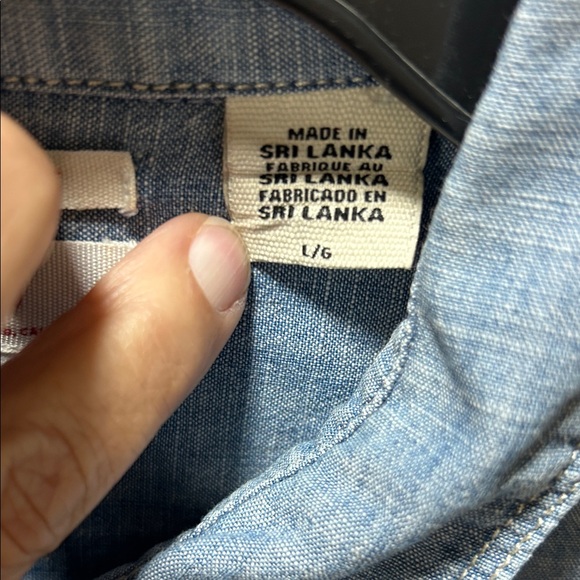 MADE IN
SRI LANKA
FABRIQUE AU
SRI LANKA
FABRICADO EN
SRI LANKA
L/G